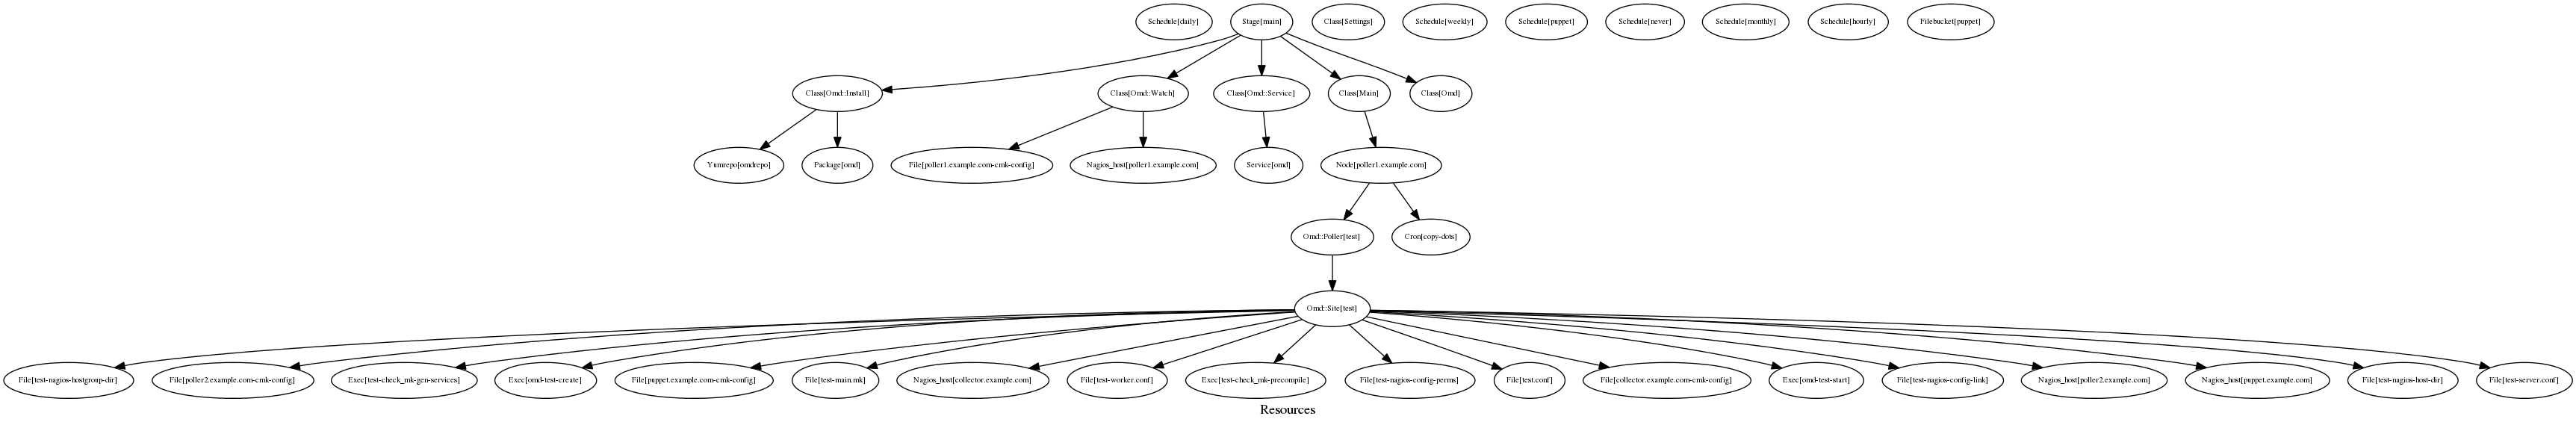 Schedule[daily]
Stage[main]
Class[Settings]
Schedule[weekly]
Schedule[puppet]
Schedule[never]
Schedule[monthly]
Schedule[hourly]
Filebucket[puppet]
Class[Omd::Install]
Class[Omd::Watch]
Class[Omd::Service]
Class[Main]
Class[Omd]
Yumrepo[omdrepo]
Package[omd]
File[poller1.example.com-cmk-config]
Nagios_host[poller1.example.com]
Service[omd]
Node[poller1.example.com]
Omd::Poller[test]
Cron[copy-dots]
Omd::Site[test]
File[test-nagios-hostgroup-dir]
File[poller2.example.com-cmk-config]
Exec[test-check_mk-gen-services]
Exec[omd-test-create]
File[puppet.example.com-cmk-config]
File[test-main.mk]
Nagios_host[collector.example.com]
File[test-worker.conf]
Exec[test-check_mk-precompile]
File[test-nagios-config-perms]
File[test.conf]
File[collector.example.com-cmk-config]
Exec[omd-test-start]
File[test-nagios-config-link]
Nagios_host[poller2.example.com]
Nagios_host[puppet.example.com]
File[test-nagios-host-dir]
File[test-server.conf]
Resources